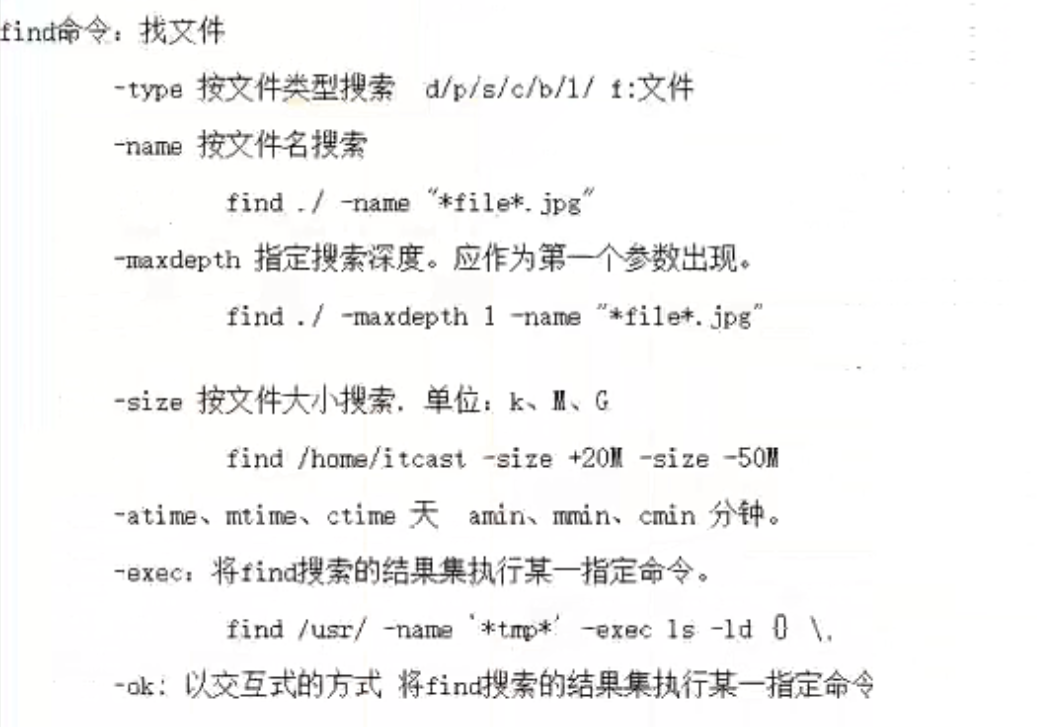 find命令：找文件
-type 按文件类型搜索 d/p/s/c/b/l/ f:文件
-name 按文件名搜索
find ./ -name "*file*.jpg"
-maxdepth 指定搜索深度。应作为第一个参数出现。
find ./ -maxdepth 1 -name "*file*.jpg"
-size 按文件大小搜索. 单位：k、M、G
find /home/itcast -size +20M -size -50M
-atime、mtime、ctime 天 amin、mmin、cmin 分钟。
-exec：将find搜索的结果集执行某一指定命令。
find /usr/ -name '*tmp*' -exec ls -ld {} \;
-ok: 以交互式的方式 将find搜索的结果集执行某一指定命令